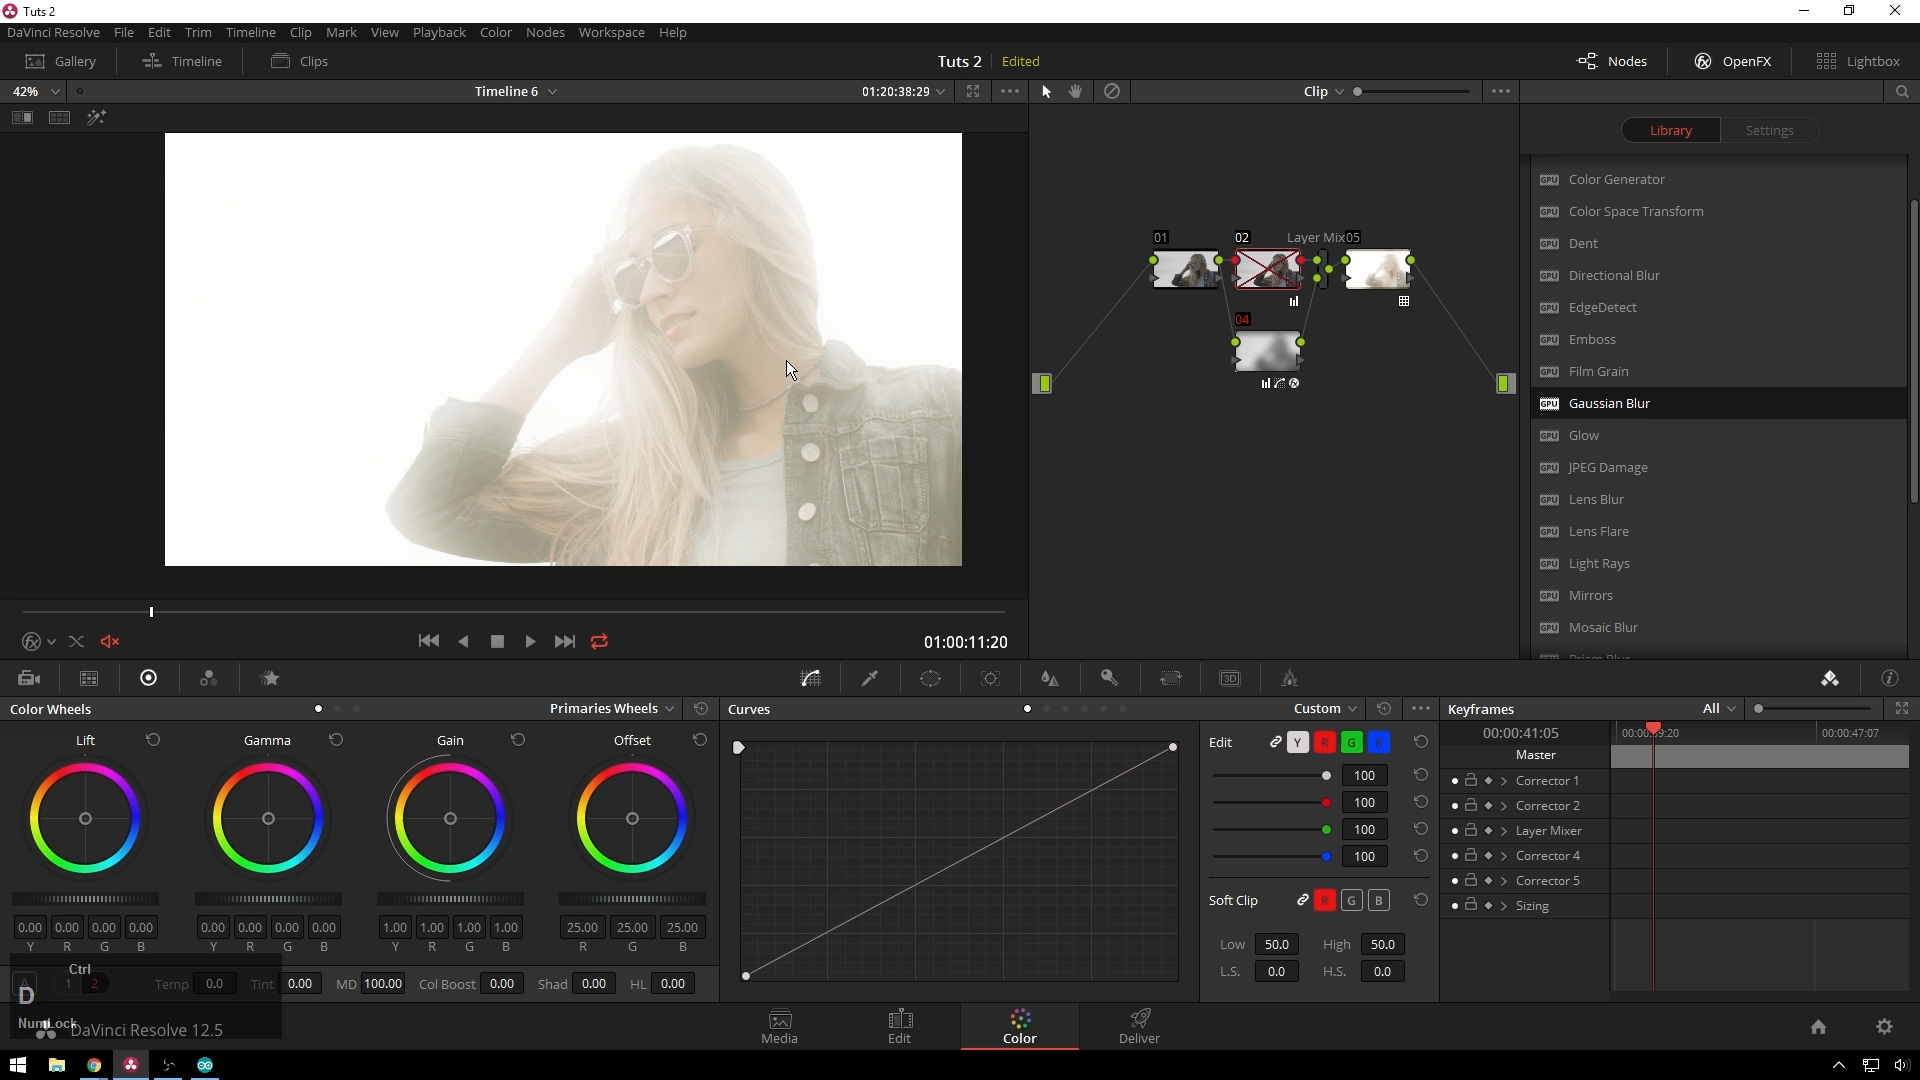 Tuts 2
DaVinci Resolve File Edit Trim Timeline Clip Mark View Playback Color Nodes Workspace Help
Gallery Timeline Clips Tuts 2 Edited Nodes OpenFX Lightbox
42% Timeline 6 01:20:38:29 Clip
Library Settings
Color Generator
Color Space Transform
Dent
Directional Blur
EdgeDetect
Emboss
Film Grain
Gaussian Blur
Glow
JPEG Damage
Lens Blur
Lens Flare
Light Rays
Mirrors
Mosaic Blur
Prism Blur
01 02 Layer Mix 05
04
01:00:11:20
3D
Color Wheels Primaries Wheels Curves Custom Keyframes All
Lift Gamma Gain Offset
0.00 0.00 0.00 0.00 0.00 0.00 0.00 0.00 1.00 1.00 1.00 1.00 25.00 25.00 25.00
Y R G B Y R G B Y R G B R G B
A 1 2 Temp 0.0 Tint 0.00 MD 100.00 Col Boost 0.00 Shad 0.00 HL 0.00
Edit Y R G B
100
100
100
100
Soft Clip R G B
Low 50.0 High 50.0
L.S. 0.0 H.S. 0.0
00:00:41:05 00:00:47:07
Master
Corrector 1
Corrector 2
Layer Mixer
Corrector 4
Corrector 5
Sizing
Ctrl
D
NumLock
DaVinci Resolve 12.5
Media Edit Color Deliver